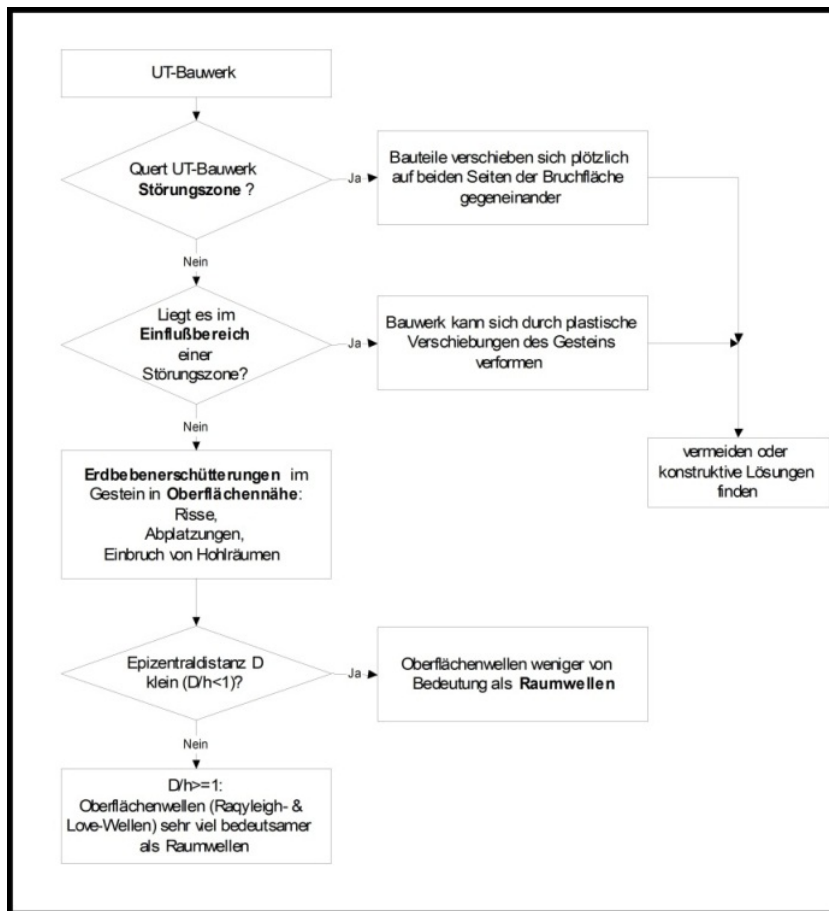 UT-Bauwerk
Quert UT-Bauwerk
Störungszone ?
Ja
Bauteile verschieben sich plötzlich
auf beiden Seiten der Bruchfläche
gegeneinander
Nein
Liegt es im
Einflußbereich
einer
Störungszone?
Ja
Bauwerk kann sich durch plastische
Verschiebungen des Gesteins
verformen
Nein
vermeiden oder
konstruktive Lösungen
finden
Erdbebenerschütterungen im
Gestein in Oberflächennähe:
Risse,
Abplatzungen,
Einbruch von Hohlräumen
Epizentraldistanz D
klein (D/h<1)?
Ja
Oberflächenwellen weniger von
Bedeutung als Raumwellen
Nein
D/h>=1:
Oberflächenwellen (Raqyleigh- &
Love-Wellen) sehr viel bedeutsamer
als Raumwellen